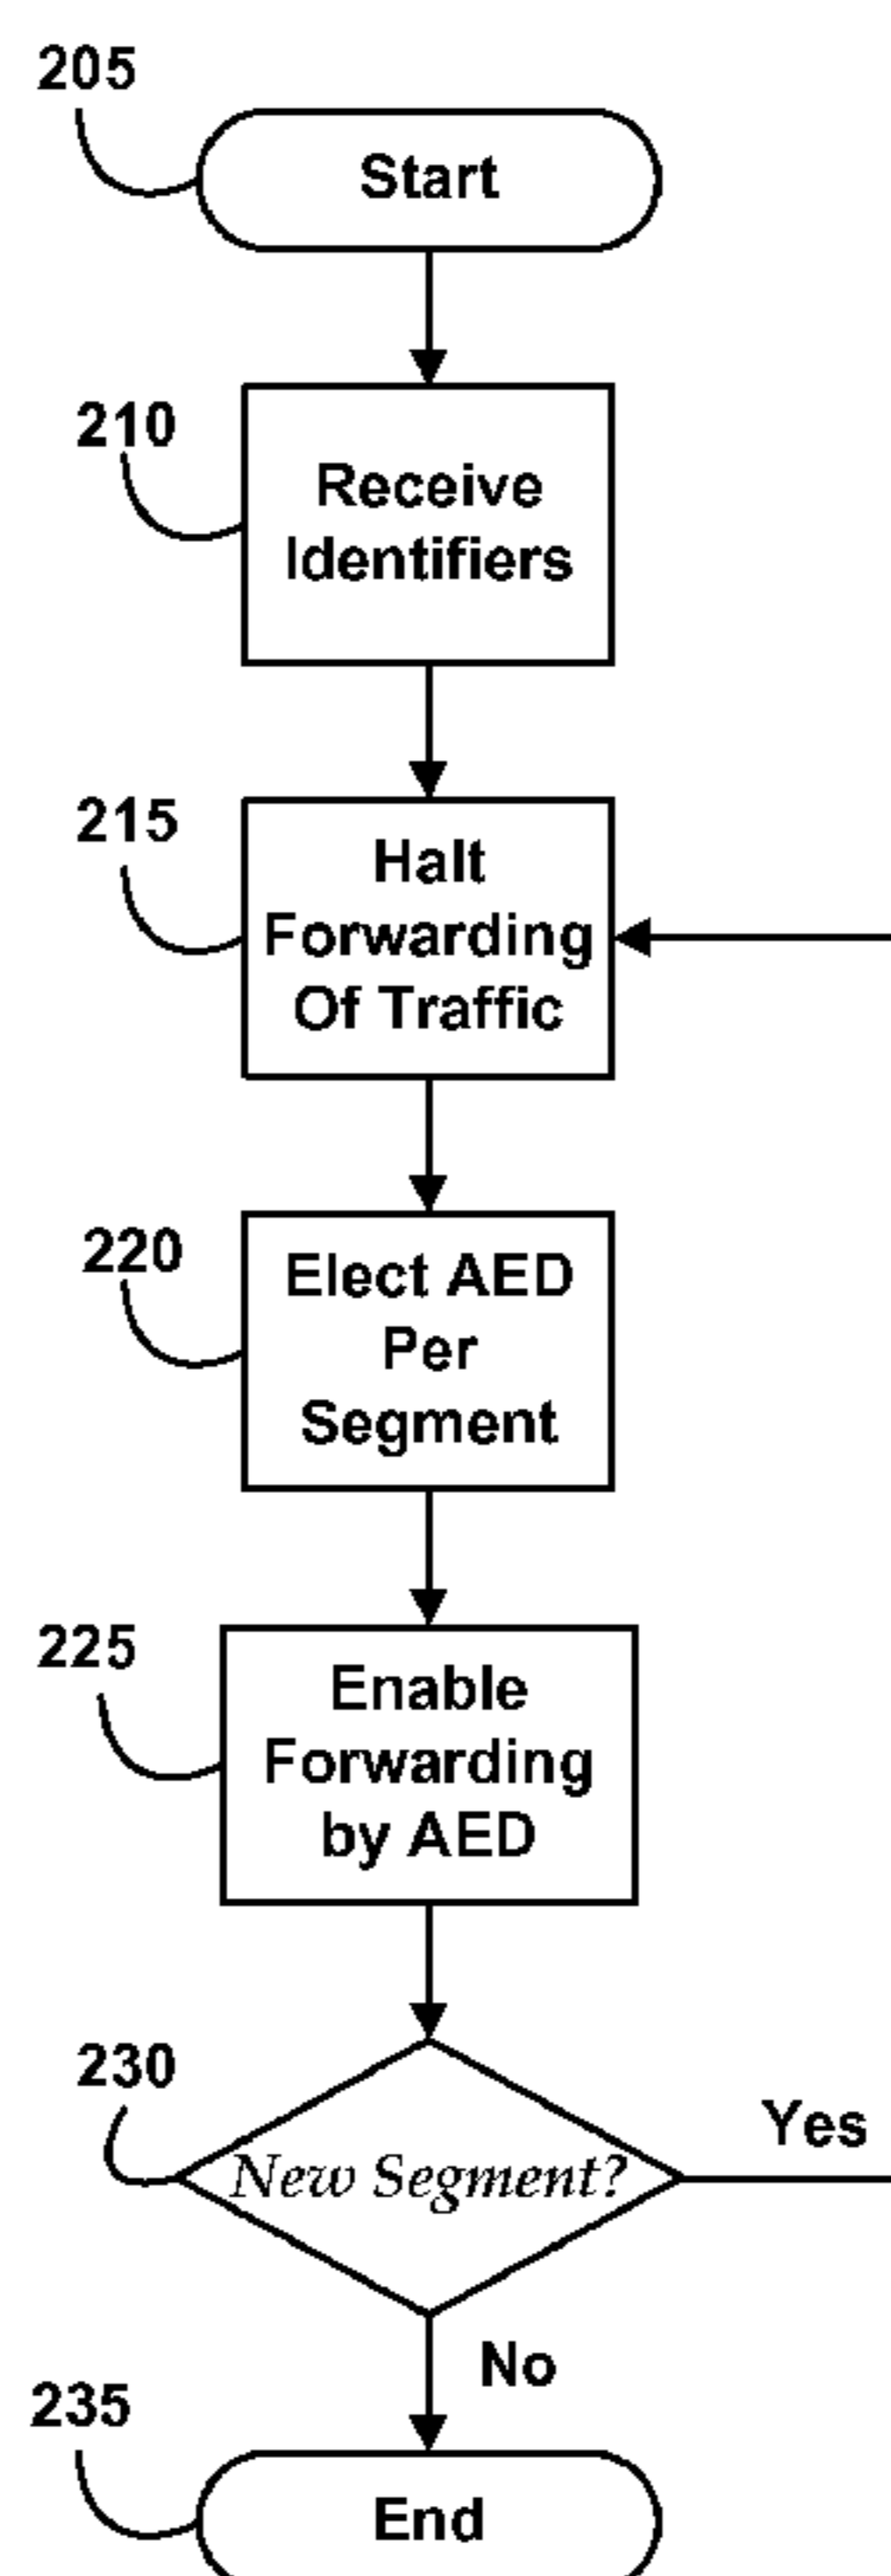 205
Start
210
Receive
Identifiers
215
Halt
Forwarding
Of Traffic
220
Elect AED
Per
Segment
225
Enable
Forwarding
by AED
230
New Segment?
Yes
No
235
End